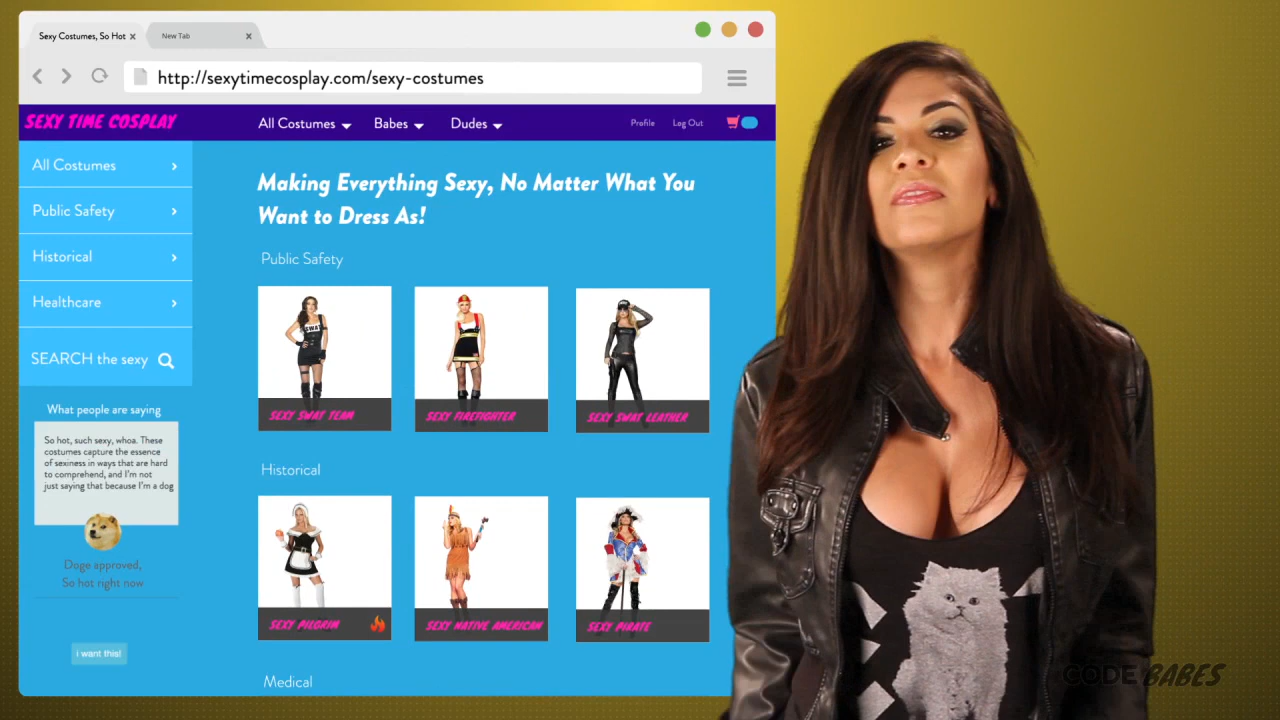 Sexy Costumes, So Hot
New Tab
http://sexytimecosplay.com/sexy-costumes
SEXY TIME COSPLAY
All Costumes
Babes
Dudes
Profile
Log Out
All Costumes
Public Safety
Historical
Healthcare
SEARCH the sexy
What people are saying
So hot, such sexy, whoa. These
costumes capture the essence
of sexiness in ways that are hard
to comprehend, and I'm not
just saying that because I'm a dog
Doge approved,
So hot right now
i want this!
Making Everything Sexy, No Matter What You
Want to Dress As!
Public Safety
SWAT
SEXY SWAT TEAM
SEXY FIREFIGHTER
SEXY SWAT LEATHER
Historical
SEXY PILGRIM
SEXY NATIVE AMERICAN
SEXY PIRATE
Medical
CODE BABES